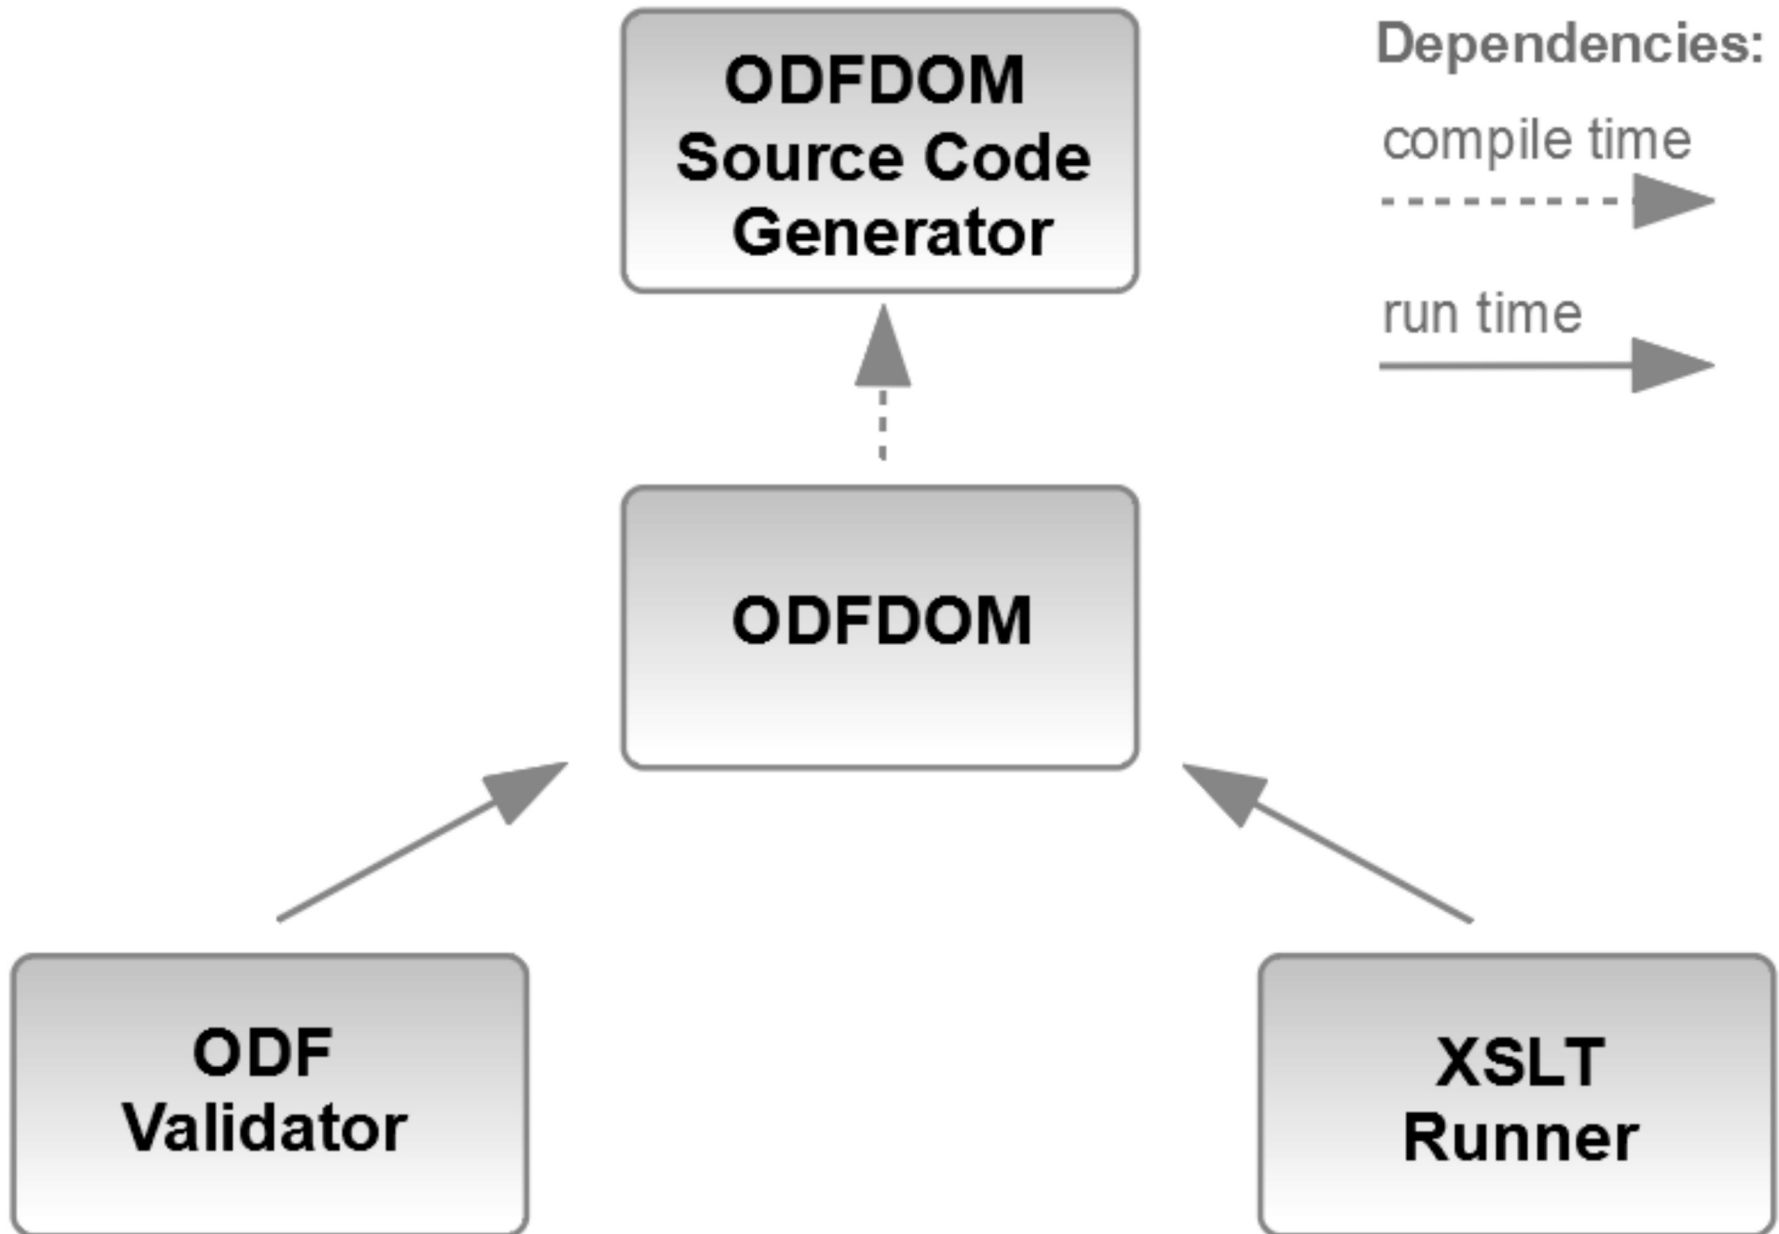 ODFDOM
Source Code
Generator
Dependencies:
compile time
run time
ODFDOM
ODF
Validator
XSLT
Runner